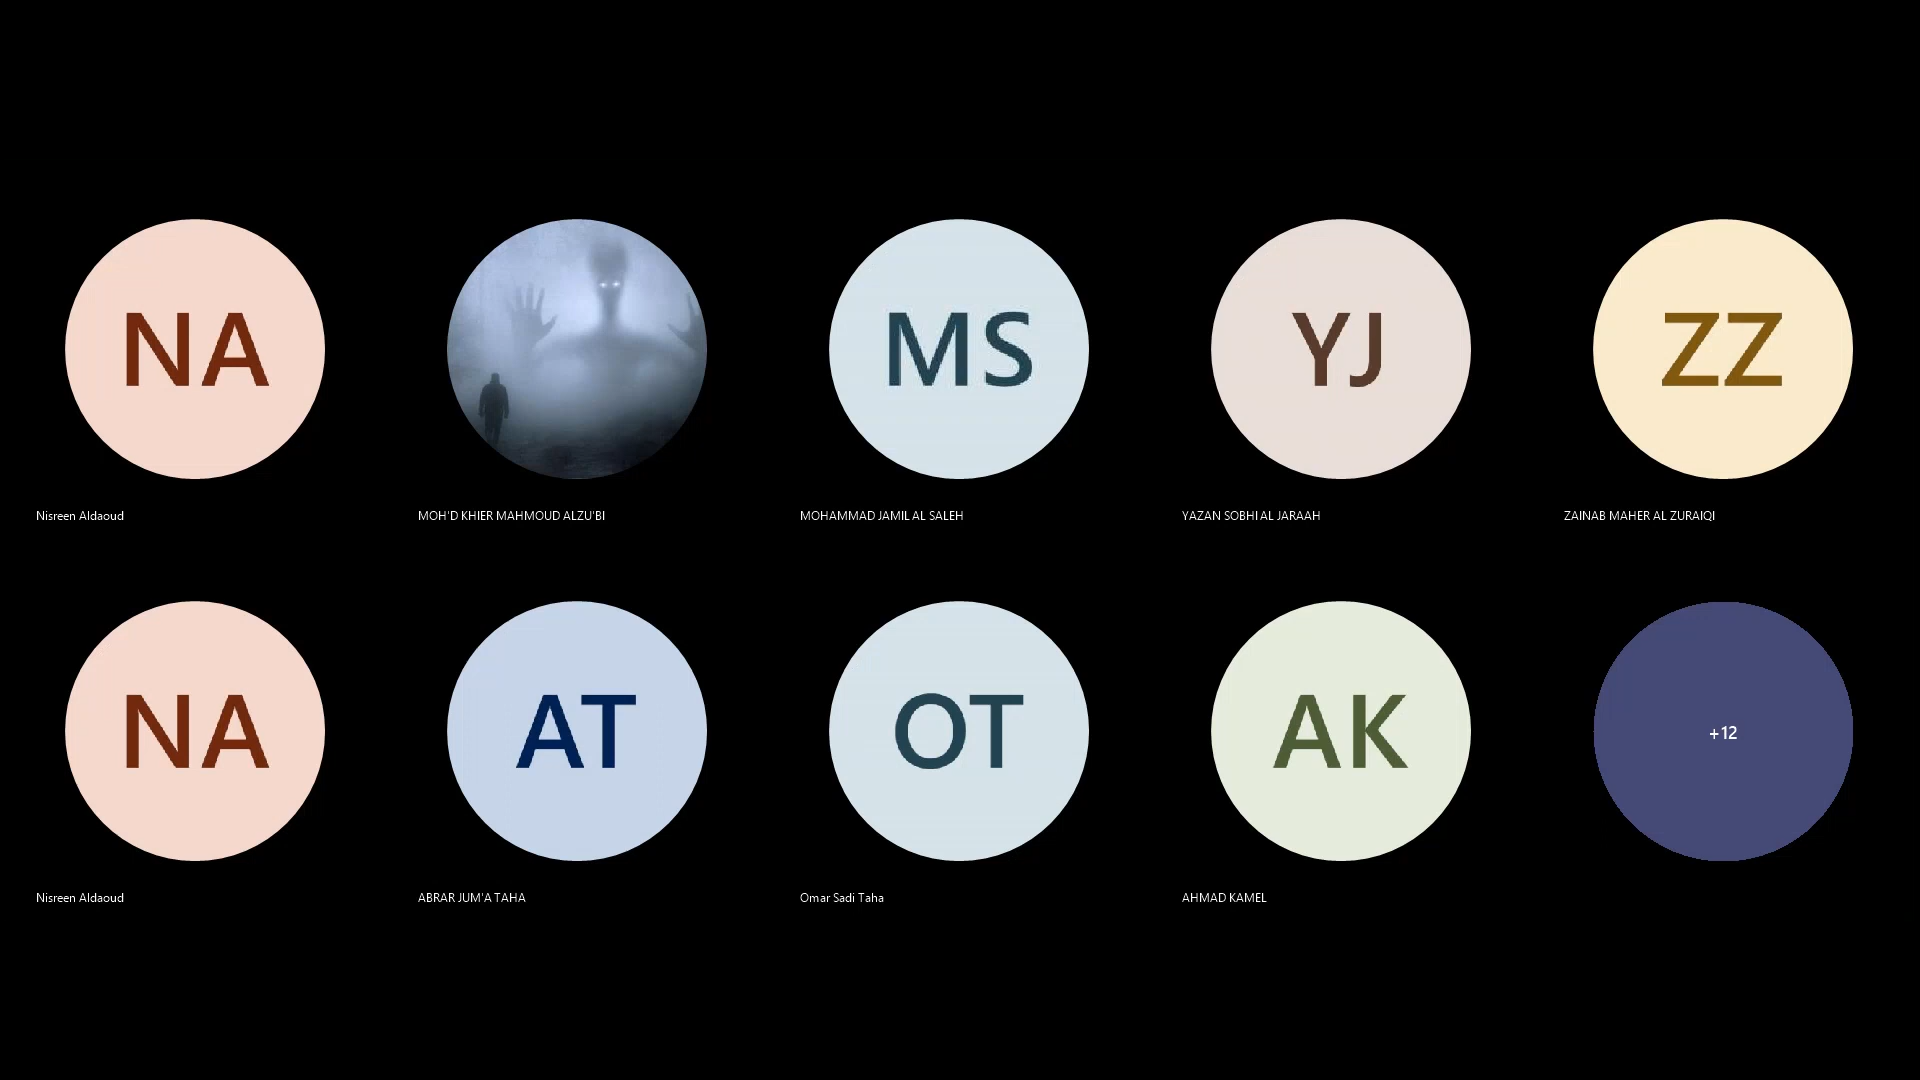 NA
MS
YJ
ZZ
Nisreen Aldaoud
MOH'D KHIER MAHMOUD ALZU'BI
MOHAMMAD JAMIL AL SALEH
YAZAN SOBHI AL JARAAH
ZAINAB MAHER AL ZURAIQI
NA
AT
OT
AK
+12
Nisreen Aldaoud
ABRAR JUM'A TAHA
Omar Sadi Taha
AHMAD KAMEL